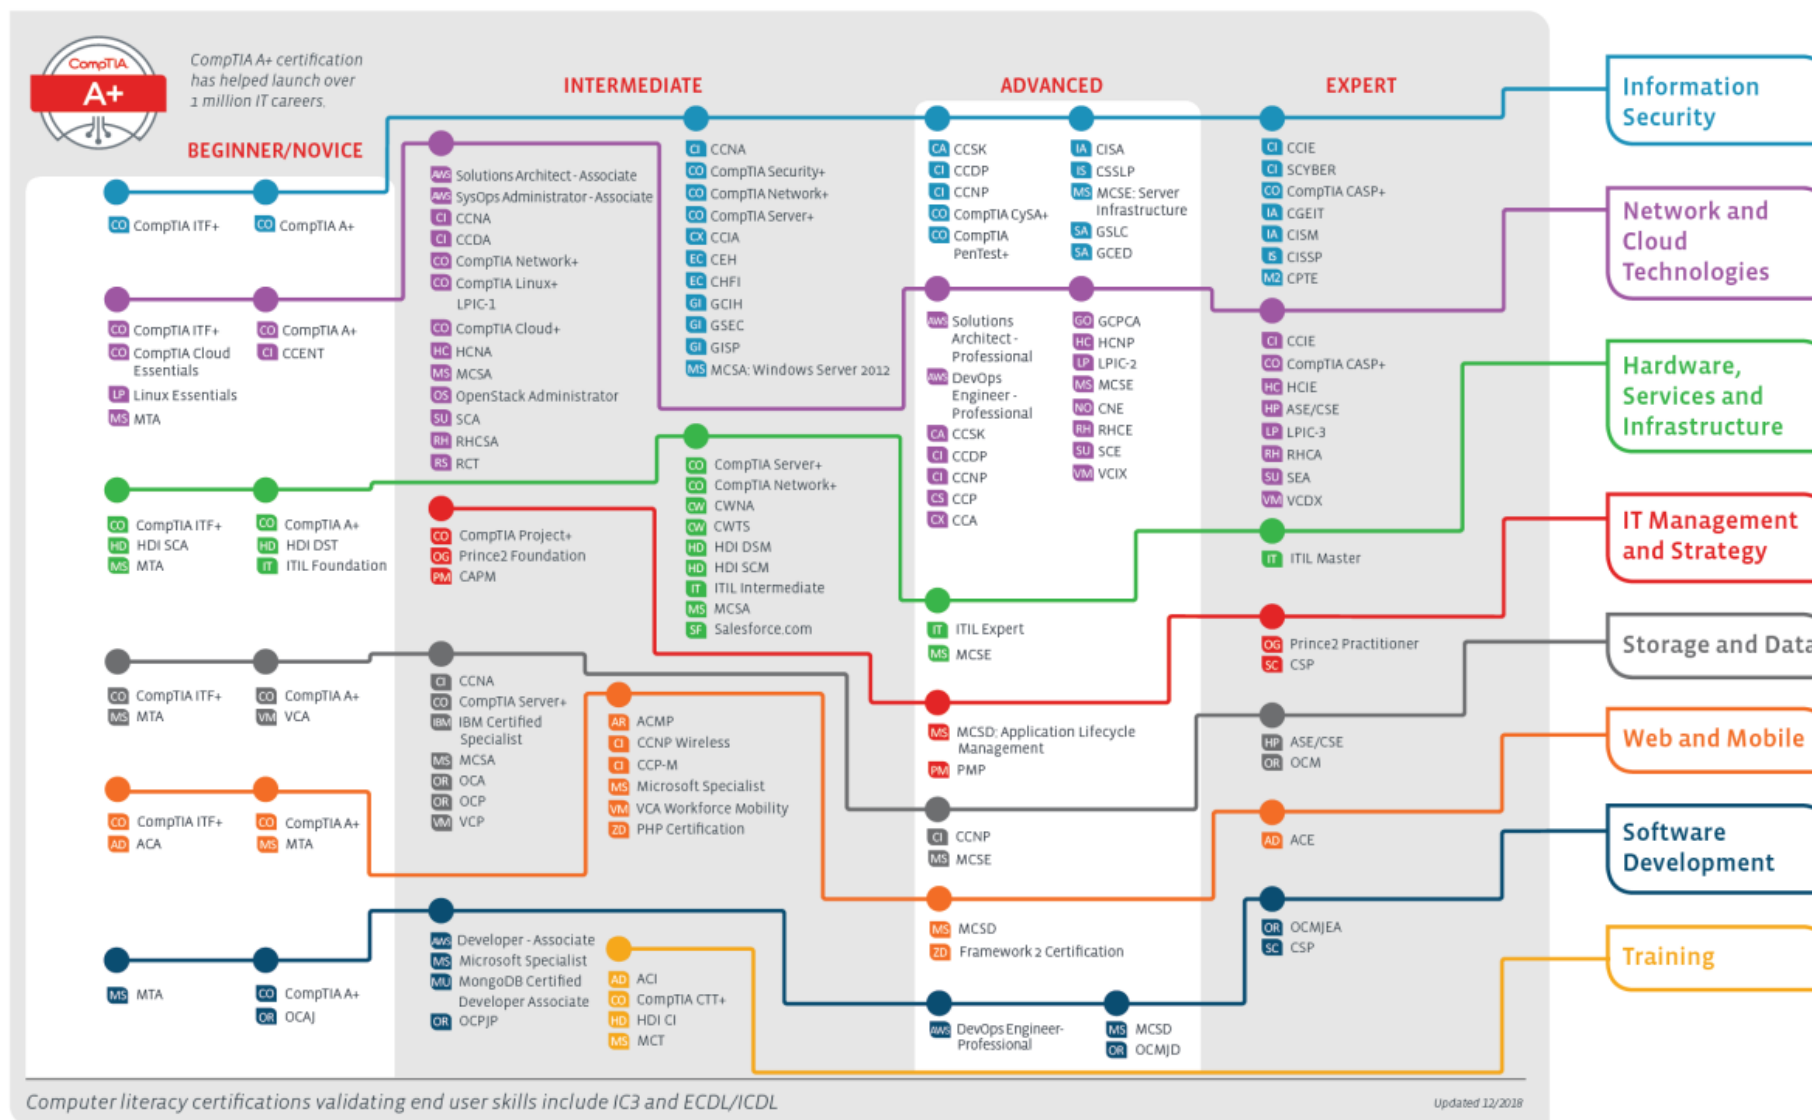 CompTIA
A+
CompTIA A+ certification
has helped launch over
1 million IT careers.
BEGINNER/NOVICE
INTERMEDIATE
ADVANCED
EXPERT
CO CompTIA ITF+
CO CompTIA A+
CI CCNA
CO CompTIA Security+
CO CompTIA Network+
CO CompTIA Server+
CX CCIA
EC CEH
EC CHFI
GI GCIH
GI GSEC
GI GISP
MS MCSA: Windows Server 2012
CA CCSK
CI CCDP
CI CCNP
CO CompTIA CySA+
CO CompTIA
PenTest+
IA CISA
IS CSSLP
MS MCSE: Server
Infrastructure
SA GSLC
SA GCED
CI CCIE
CI SCYBER
CO CompTIA CASP+
IA CGEIT
IA CISM
IS CISSP
M2 CPTE
Information
Security
CO CompTIA ITF+
CO CompTIA Cloud
Essentials
LP Linux Essentials
MS MTA
CO CompTIA A+
CI CCENT
AWS Solutions Architect - Associate
AWS SysOps Administrator - Associate
CI CCNA
CI CCDA
CO CompTIA Network+
CO CompTIA Linux+
LPIC-1
CO CompTIA Cloud+
HC HCNA
MS MCSA
OS OpenStack Administrator
SU SCA
RH RHCSA
RS RCT
AWS Solutions
Architect -
Professional
AWS DevOps
Engineer -
Professional
CA CCSK
CI CCDP
CI CCNP
CS CCP
CX CCA
GO GCPCA
HC HCNP
LP LPIC-2
MS MCSE
NO CNE
RH RHCE
SU SCE
VM VCIX
CI CCIE
CO CompTIA CASP+
HC HCIE
HP ASE/CSE
LP LPIC-3
RH RHCA
SU SEA
VM VCDX
Network and
Cloud
Technologies
CO CompTIA ITF+
HD HDI SCA
MS MTA
CO CompTIA A+
HD HDI DST
IT ITIL Foundation
CO CompTIA Server+
CO CompTIA Network+
CW CWNA
CW CWTS
HD HDI DSM
HD HDI SCM
IT ITIL Intermediate
MS MCSA
SF Salesforce.com
IT ITIL Expert
MS MCSE
IT ITIL Master
Hardware,
Services and
Infrastructure
CO CompTIA Project+
OG Prince2 Foundation
PM CAPM
MS MCSD: Application Lifecycle
Management
PM PMP
OG Prince2 Practitioner
SC CSP
IT Management
and Strategy
CO CompTIA ITF+
MS MTA
CO CompTIA A+
VM VCA
CI CCNA
CO CompTIA Server+
IBM IBM Certified
Specialist
MS MCSA
OR OCA
OR OCP
VM VCP
CI CCNP
MS MCSE
HP ASE/CSE
OR OCM
Storage and Data
CO CompTIA ITF+
AD ACA
CO CompTIA A+
MS MTA
AR ACMP
CI CCNP Wireless
CI CCP-M
MS Microsoft Specialist
VM VCA Workforce Mobility
ZD PHP Certification
MS MCSD
ZD Framework 2 Certification
AD ACE
Web and Mobile
MS MTA
CO CompTIA A+
OR OCAJ
AWS Developer - Associate
MS Microsoft Specialist
MU MongoDB Certified
Developer Associate
OR OCPJP
AWS DevOps Engineer-
Professional
MS MCSD
OR OCMJD
OR OCMJEA
SC CSP
Software
Development
AD ACI
CO CompTIA CTT+
HD HDI CI
MS MCT
Training
Computer literacy certifications validating end user skills include IC3 and ECDL/ICDL
Updated 12/2018